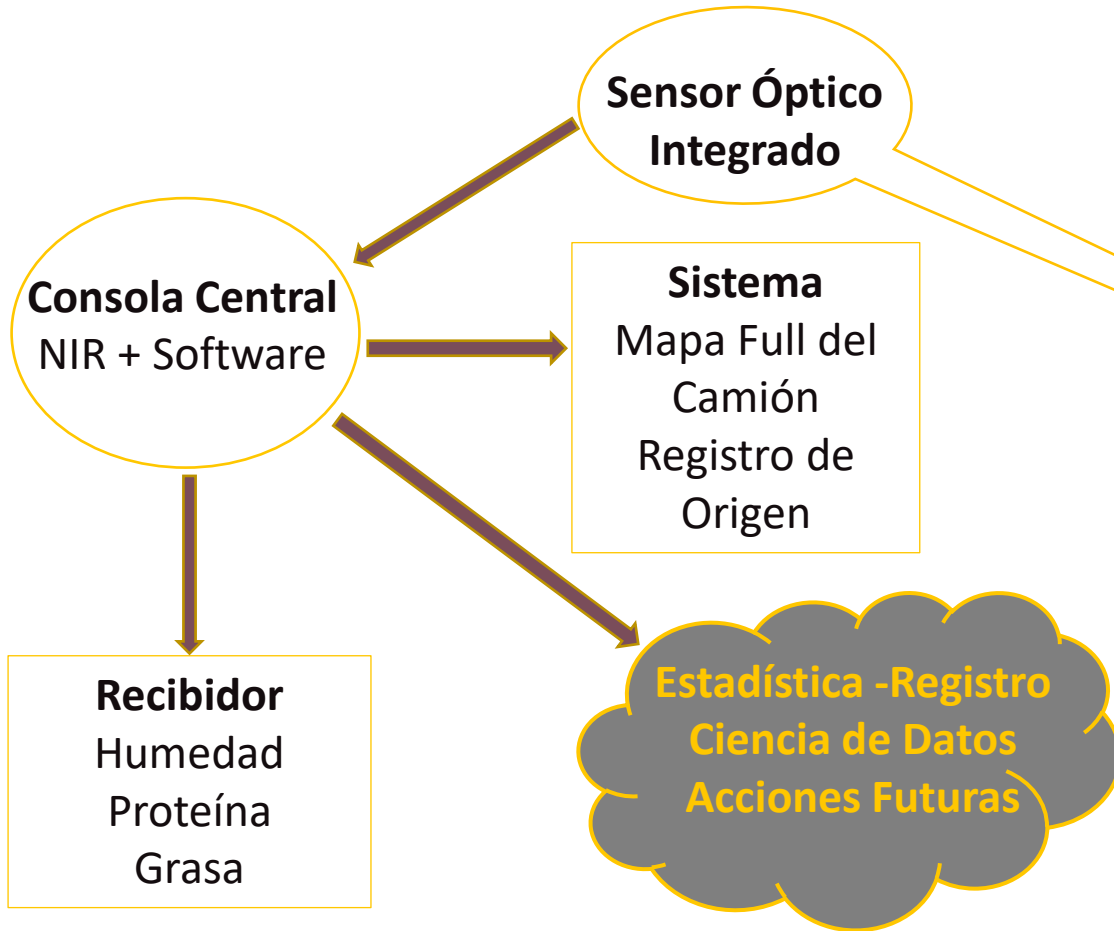 Sensor Óptico
Integrado
Consola Central
NIR + Software
Sistema
Mapa Full del
Camión
Registro de
Origen
Recibidor
Humedad
Proteína
Grasa
Estadística -Registro
Ciencia de Datos
Acciones Futuras